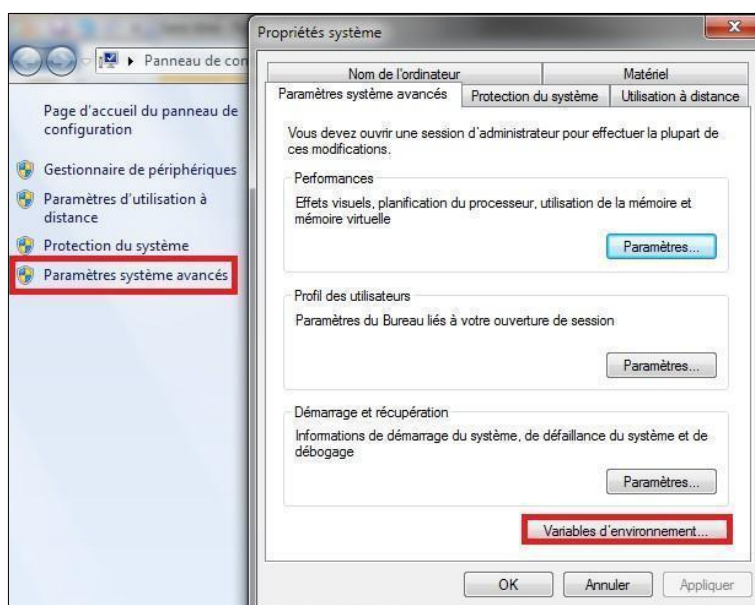 Panneau de con
Page d'accueil du panneau de
configuration
Gestionnaire de périphériques
Paramètres d'utilisation à
distance
Protection du système
Paramètres système avancés
Propriétés système
Nom de l'ordinateur
Matériel
Paramètres système avancés
Protection du système
Utilisation à distance
Vous devez ouvrir une session d'administrateur pour effectuer la plupart de
ces modifications.
Performances
Effets visuels, planification du processeur, utilisation de la mémoire et
mémoire virtuelle
Paramètres...
Profil des utilisateurs
Paramètres du Bureau liés à votre ouverture de session
Paramètres...
Démarrage et récupération
Informations de démarrage du système, de défaillance du système et de
débogage
Paramètres...
Variables d'environnement...
OK
Annuler
Appliquer